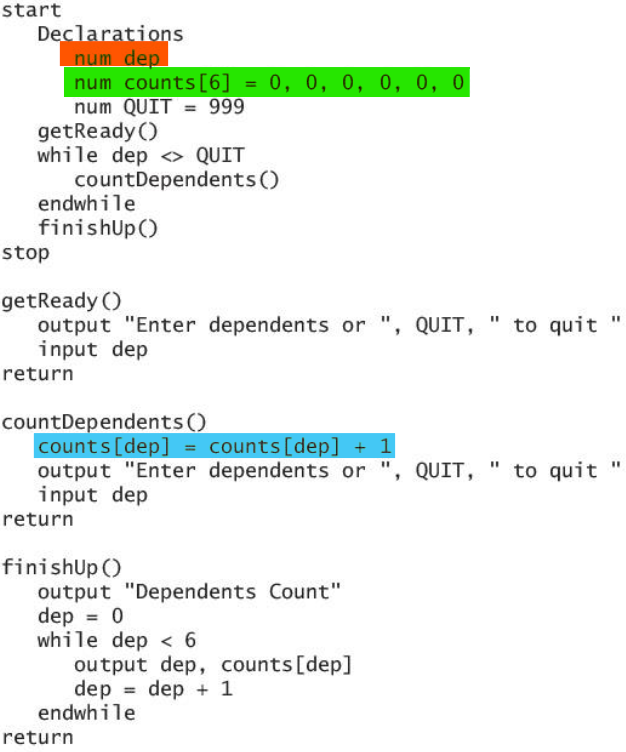 start
Declarations
num dep
num counts[6] = 0, 0, 0, 0, 0, 0
num QUIT = 999
getReady()
while dep <> QUIT
countDependents()
endwhile
finishUp()
stop
getReady()
output "Enter dependents or ", QUIT, " to quit "
input dep
return
countDependents()
counts[dep] = counts[dep] + 1
output "Enter dependents or ", QUIT, " to quit "
input dep
return
finishUp()
output "Dependents Count"
dep = 0
while dep < 6
output dep, counts[dep]
dep = dep + 1
endwhile
return